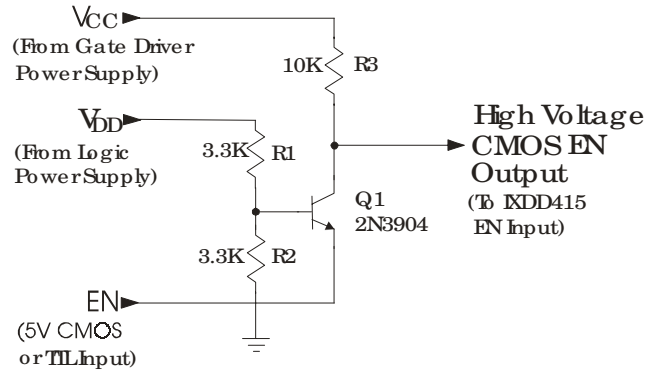 VCC
(From Gate Driver
Power Supply)
10K R3
VDD
(From Logic
Power Supply)
3.3K R1
High Voltage
CMOS EN
Output
(To IXDD415
EN Input)
Q1
2N3904
3.3K R2
EN
(5V CMOS
or TTL Input)